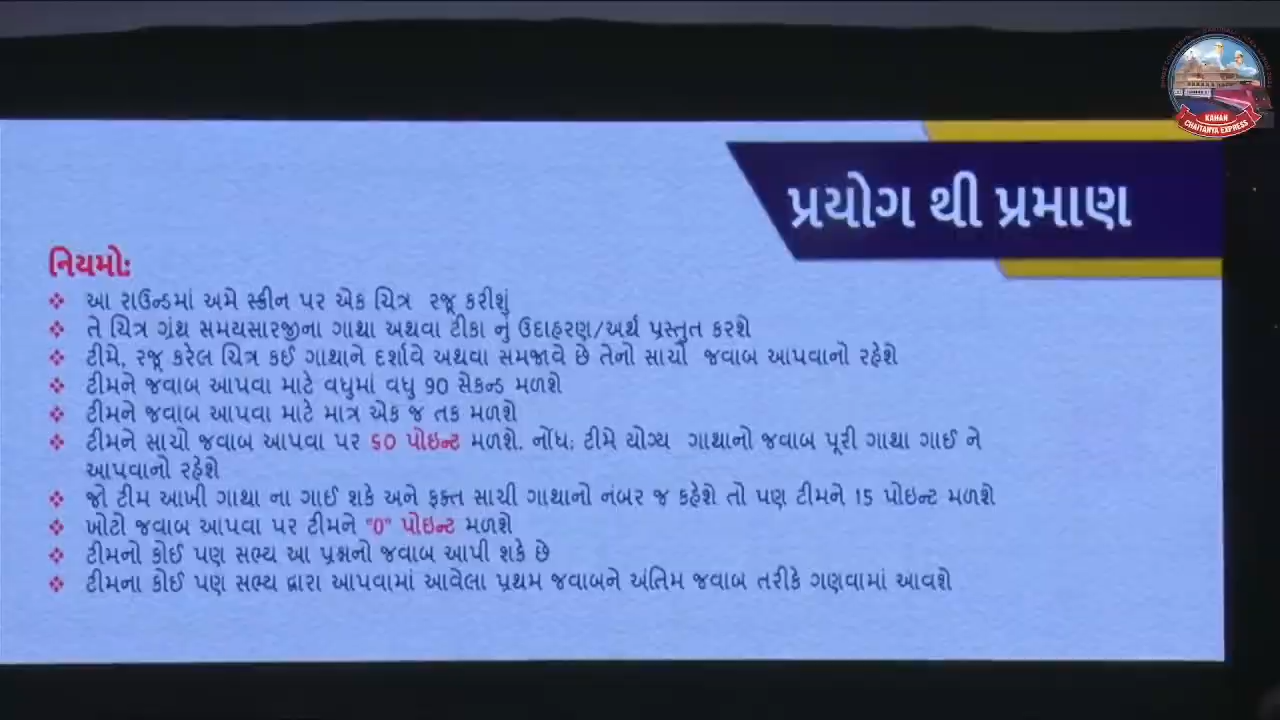 KAHAN
CHAITANYA EXPRESS
પ્રયોગ થી પ્રમાણ
નિયમો:
આ રાઉન્ડમાં અમે સ્ક્રીન પર એક ચિત્ર રજૂ કરીશું
તે ચિત્ર ગ્રંથ સમયસારજીના ગાથા અથવા ટીકા નું ઉદાહરણ/અર્થ પ્રસ્તુત કરશે
ટીમે, રજૂ કરેલ ચિત્ર કઈ ગાથાને દર્શાવે અથવા સમજાવે છે તેનો સાચો જવાબ આપવાનો રહેશે
ટીમને જવાબ આપવા માટે વધુમાં વધુ 90 સેકન્ડ મળશે
ટીમને જવાબ આપવા માટે માત્ર એક જ તક મળશે
ટીમને સાચો જવાબ આપવા પર 50 પોઇન્ટ મળશે. નોંધ: ટીમે યોગ્ય ગાથાનો જવાબ પૂરી ગાથા ગાઈ ને
આપવાનો રહેશે
જો ટીમ આખી ગાથા ના ગાઈ શકે અને ફક્ત સાચી ગાથાનો નંબર જ કહેશે તો પણ ટીમને 15 પોઇન્ટ મળશે
ખોટો જવાબ આપવા પર ટીમને "0" પોઇન્ટ મળશે
ટીમનો કોઈ પણ સભ્ય આ પ્રશ્નનો જવાબ આપી શકે છે
ટીમના કોઈ પણ સભ્ય દ્વારા આપવામાં આવેલા પ્રથમ જવાબને અંતિમ જવાબ તરીકે ગણવામાં આવશે